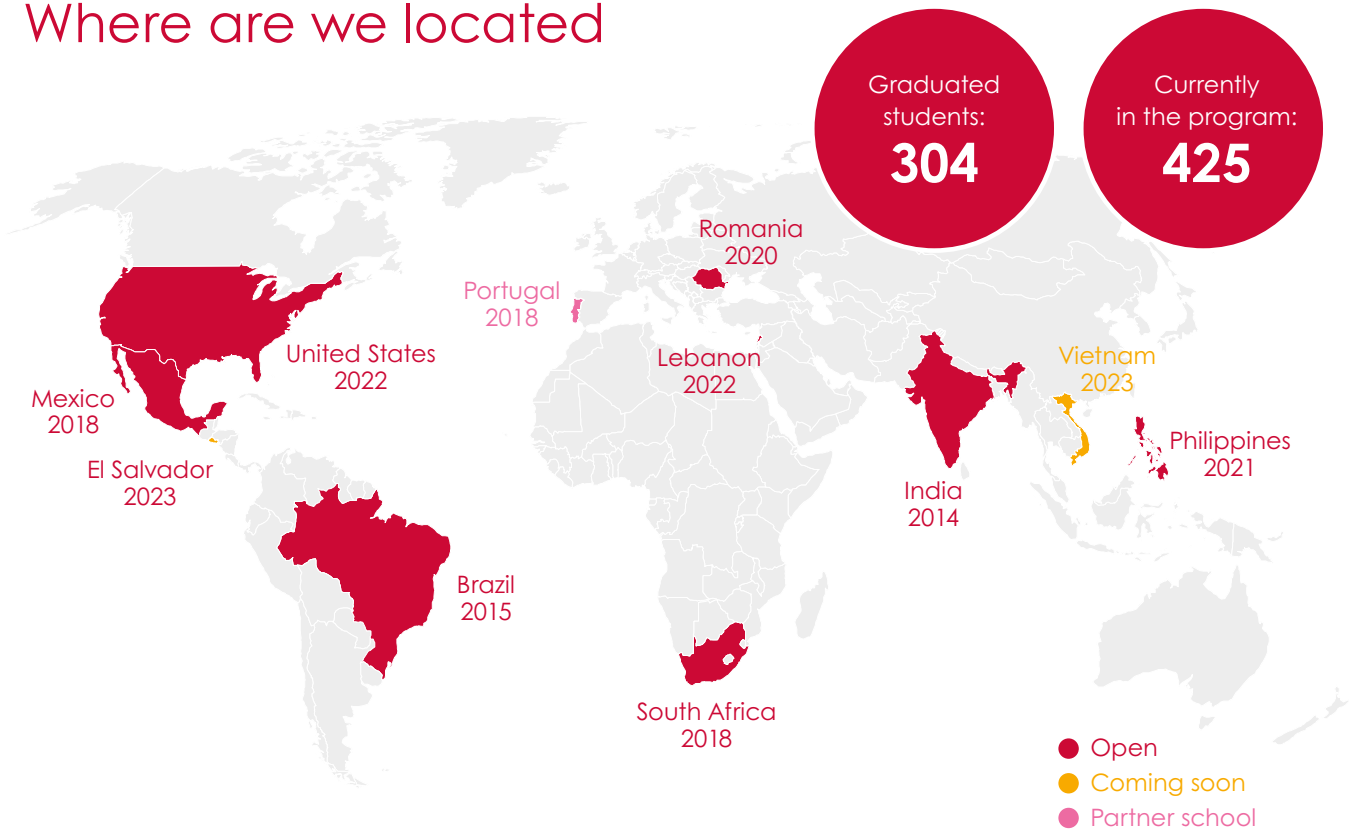 Where are we located
Graduated
students:
304
Currently
in the program:
425
Romania
2020
Portugal
2018
United States
2022
Lebanon
2022
Vietnam
2023
Mexico
2018
Philippines
2021
El Salvador
2023
India
2014
Brazil
2015
South Africa
2018
Open
Coming soon
Partner school